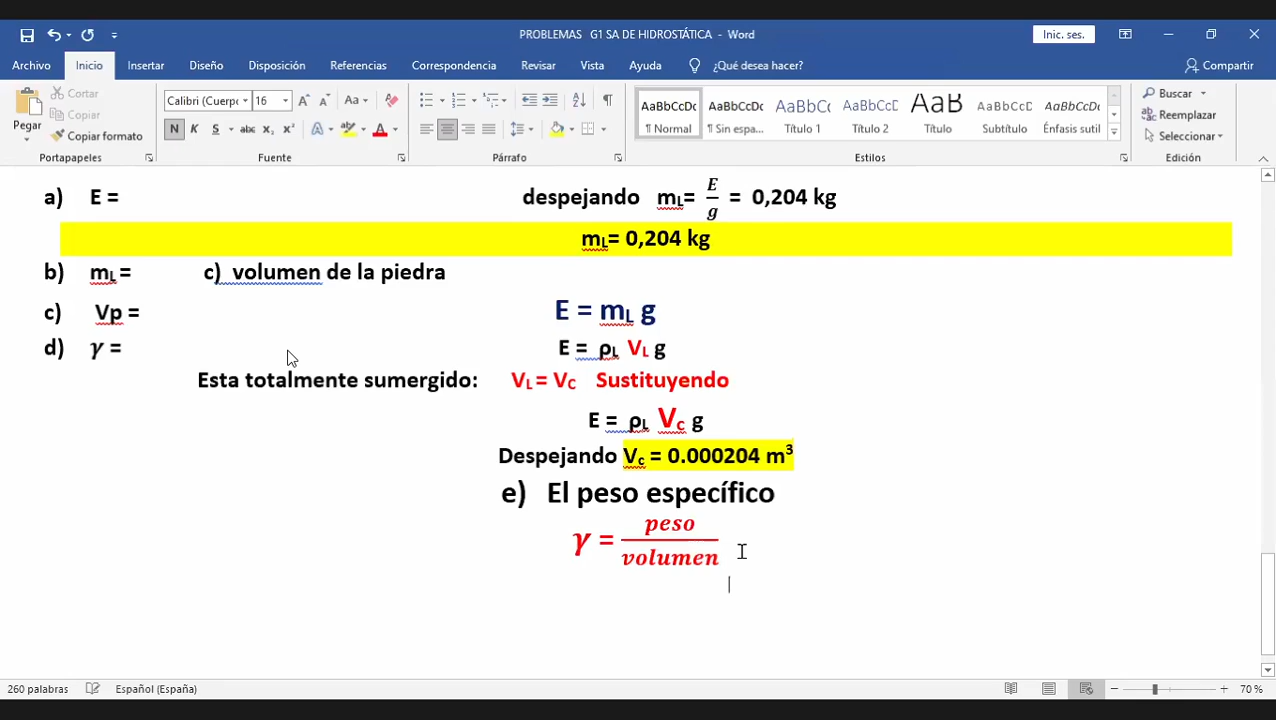 PROBLEMAS G1 SA DE HIDROSTÁTICA - Word
Inic. ses.
Archivo Inicio Insertar Diseño Disposición Referencias Correspondencia Revisar Vista Ayuda ¿Qué desea hacer? Compartir
Pegar
Cortar
Copiar
Copiar formato
Portapapeles
Calibri (Cuerpo 16
N K S abc x₂ x²
Fuente
Párrafo
AaBbCcDc AaBbCcDc AaBbCc AaBbCcC AaB AaBbCcD AaBbCcDc
¶ Normal ¶ Sin espa... Título 1 Título 2 Título Subtítulo Énfasis sutil
Estilos
Buscar
Reemplazar
Seleccionar
Edición
a) E = despejando mL= E/g = 0,204 kg
mL= 0,204 kg
b) mL = c) volumen de la piedra
c) Vp = E = mL g
d) γ = E = ρL VL g
Esta totalmente sumergido: VL = VC Sustituyendo
E = ρL Vc g
Despejando Vc = 0.000204 m³
e) El peso específico
γ = peso/volumen
260 palabras Español (España) 70 %